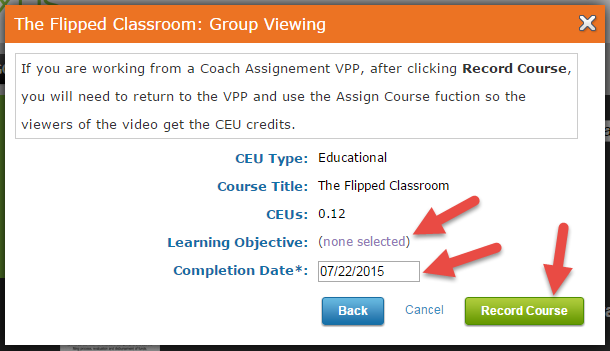 The Flipped Classroom: Group Viewing
If you are working from a Coach Assignement VPP, after clicking Record Course,
you will need to return to the VPP and use the Assign Course fuction so the
viewers of the video get the CEU credits.
CEU Type: Educational
Course Title: The Flipped Classroom
CEUs: 0.12
Learning Objective: (none selected)
Completion Date*: 07/22/2015
Back Cancel Record Course